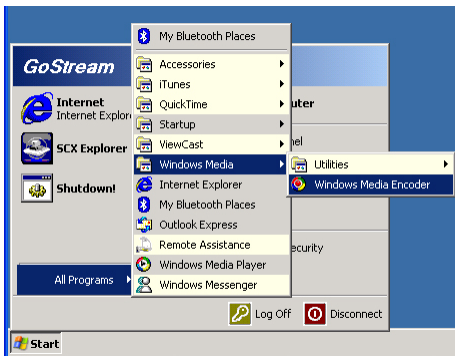 My Bluetooth Places
GoStream
Accessories
iTunes
Internet
Internet Explor
QuickTime
uter
Startup
SCX Explorer
ViewCast
nel
Windows Media
Utilities
Shutdown!
Internet Explorer
Windows Media Encoder
My Bluetooth Places
Outlook Express
Remote Assistance
ecurity
Windows Media Player
All Programs
Windows Messenger
Log Off
Disconnect
Start